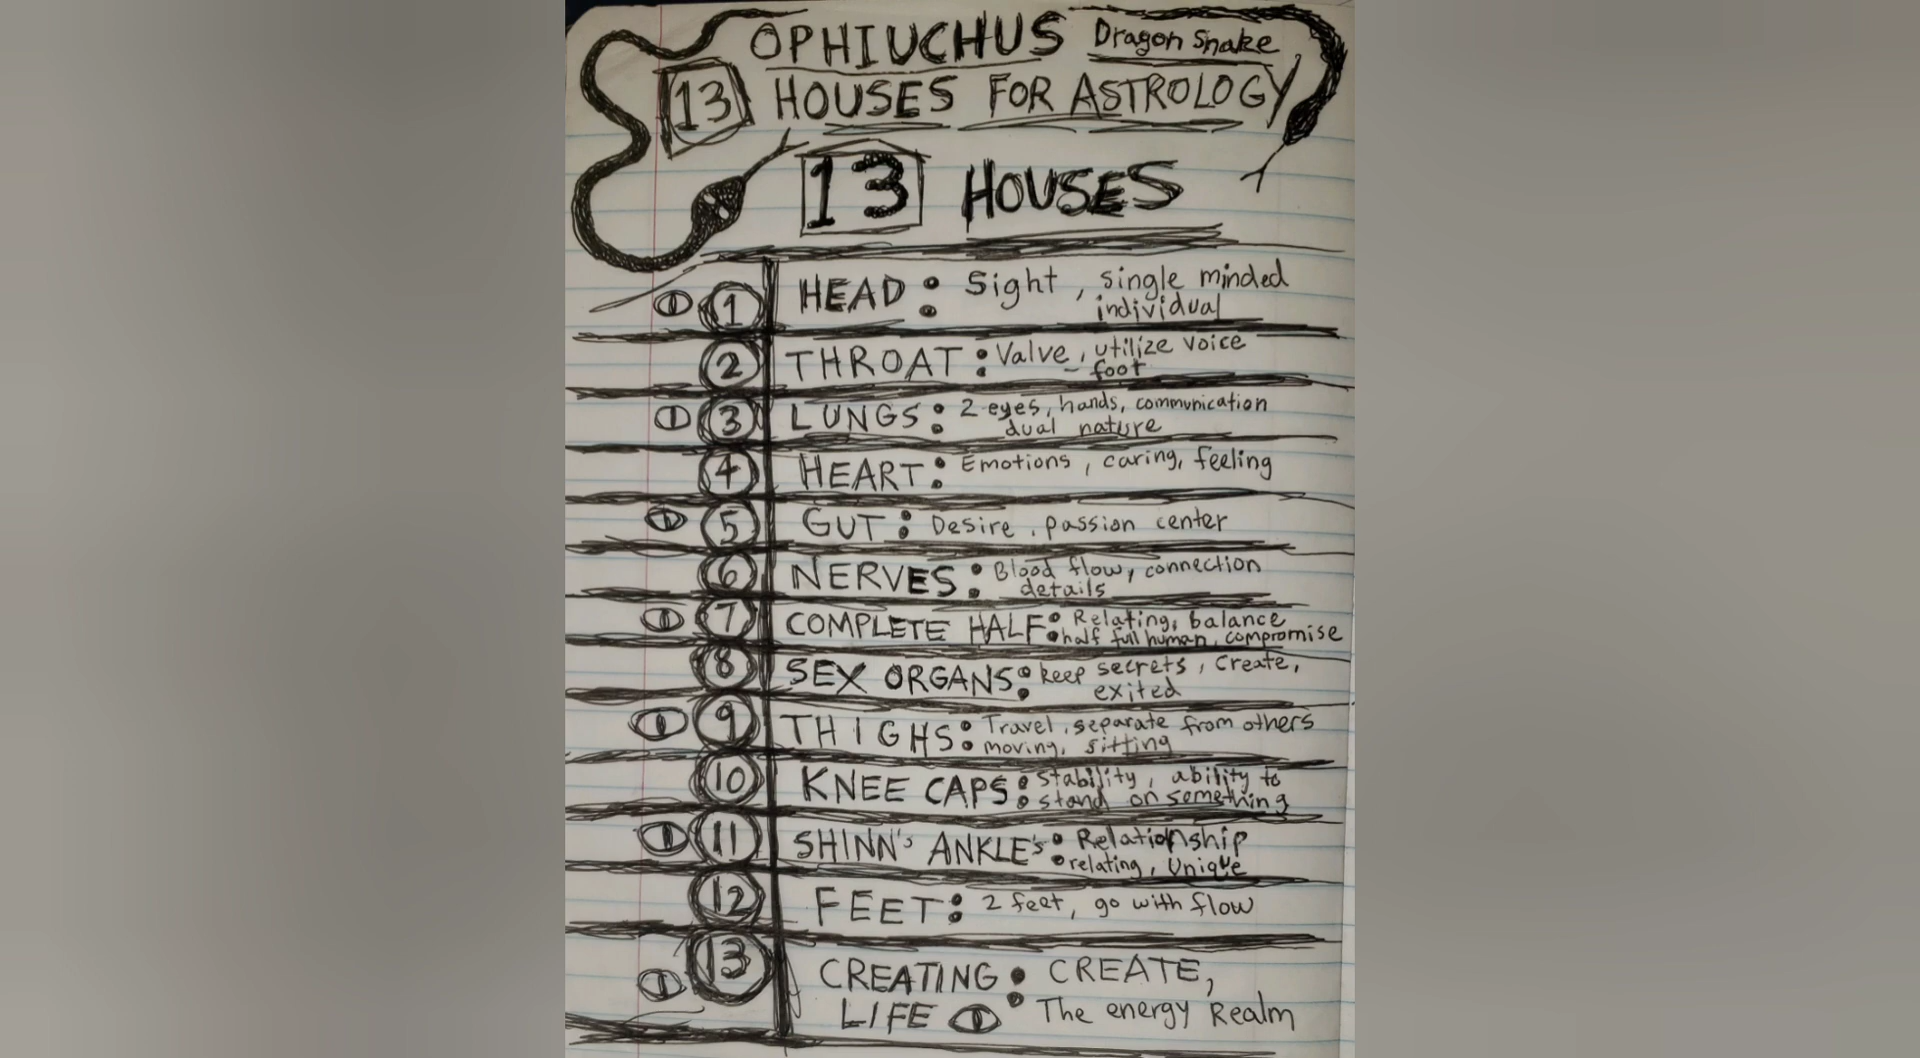 OPHIUCHUS Dragon Snake
13 HOUSES FOR ASTROLOGY
13 HOUSES
1 HEAD: Sight, single minded
individual
2 THROAT: Valve, utilize voice
- foot
3 LUNGS: 2 eyes, hands, communication
dual nature
4 HEART: Emotions, caring, feeling
5 GUT: Desire, passion center
6 NERVES: Blood flow, connection
details
7 COMPLETE HALF: Relating, balance
half full human, compromise
8 SEX ORGANS: keep secrets, create,
exited
9 THIGHS: Travel, separate from others
moving, sitting
10 KNEE CAPS: Stability, ability to
stand on something
11 SHINN's ANKLE's: Relationship
relating, Unique
12 FEET: 2 feet, go with flow
13 CREATING: CREATE,
LIFE The energy Realm